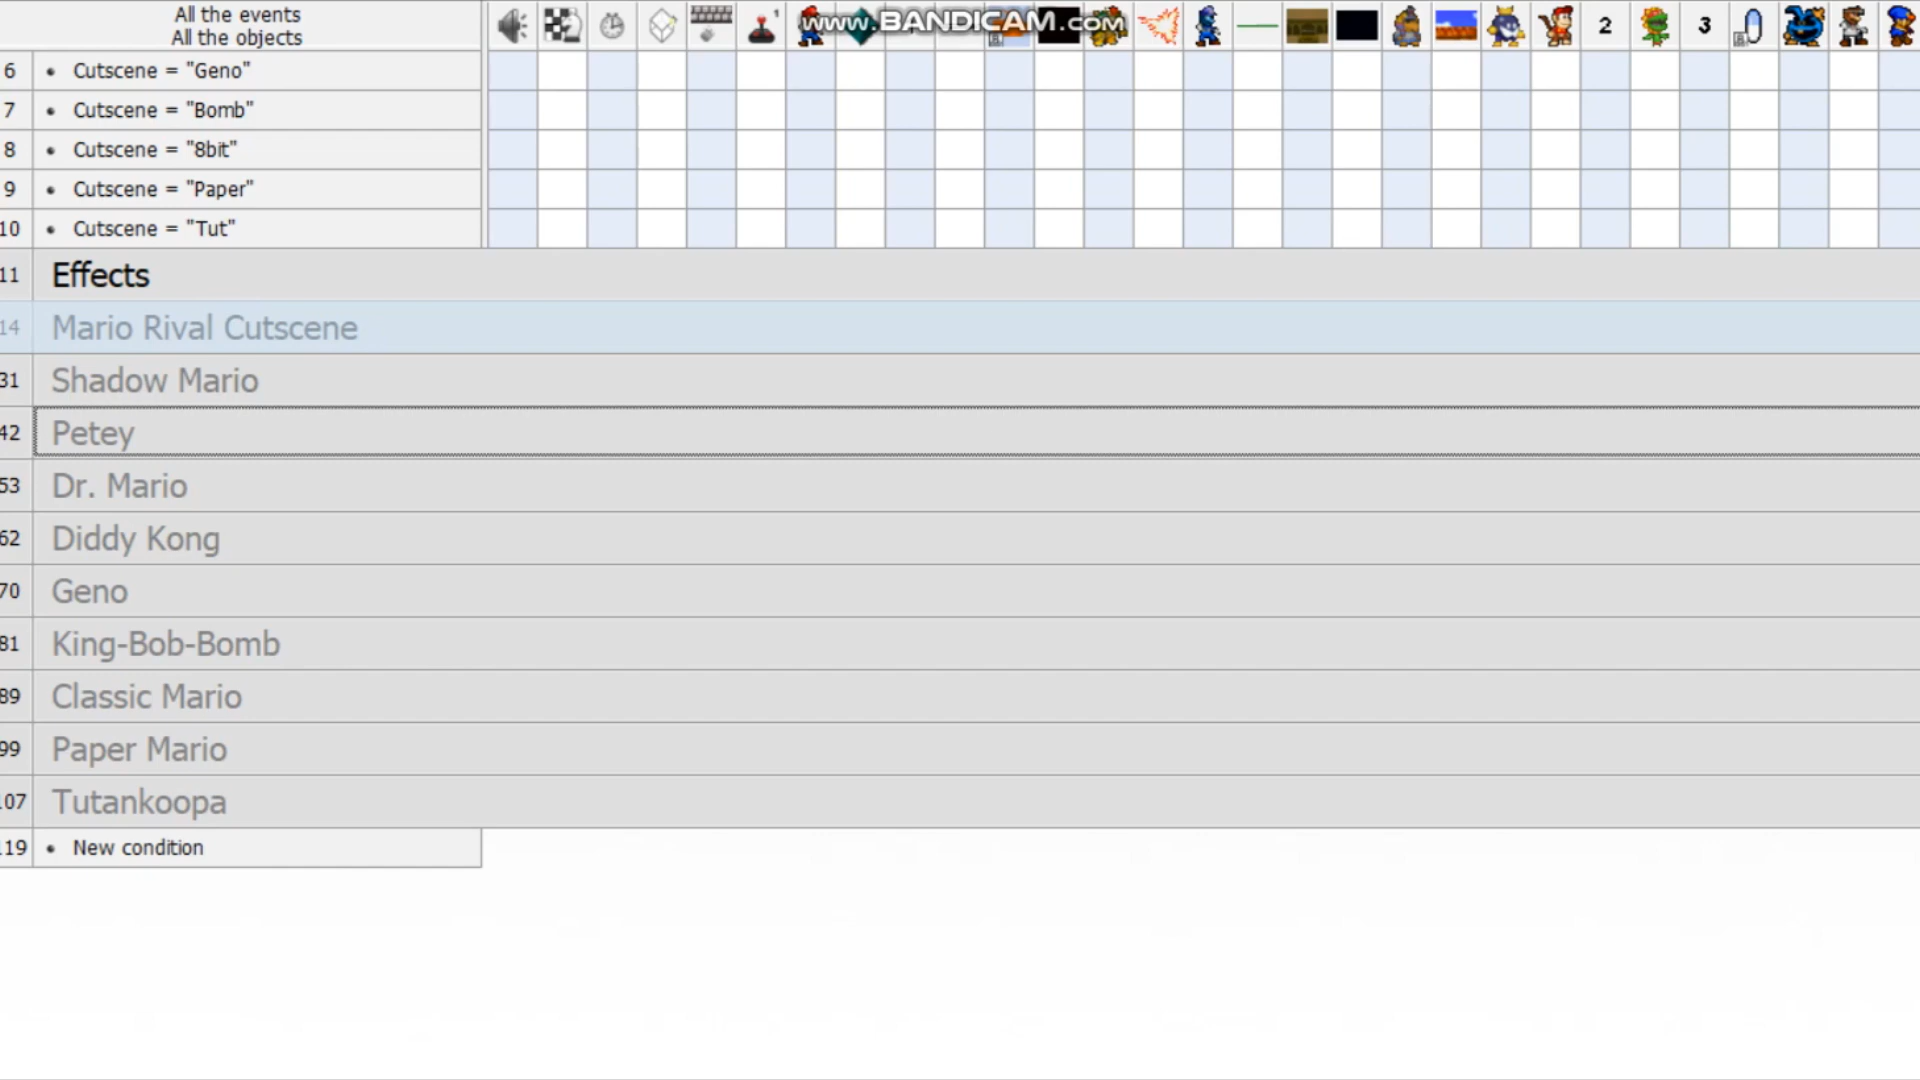 All the events
All the objects
www.BANDICAM.com
1
2
3
6 • Cutscene = "Geno"
7 • Cutscene = "Bomb"
8 • Cutscene = "8bit"
9 • Cutscene = "Paper"
10 • Cutscene = "Tut"
11 Effects
14 Mario Rival Cutscene
31 Shadow Mario
42 Petey
53 Dr. Mario
62 Diddy Kong
70 Geno
81 King-Bob-Bomb
89 Classic Mario
99 Paper Mario
107 Tutankoopa
119 • New condition